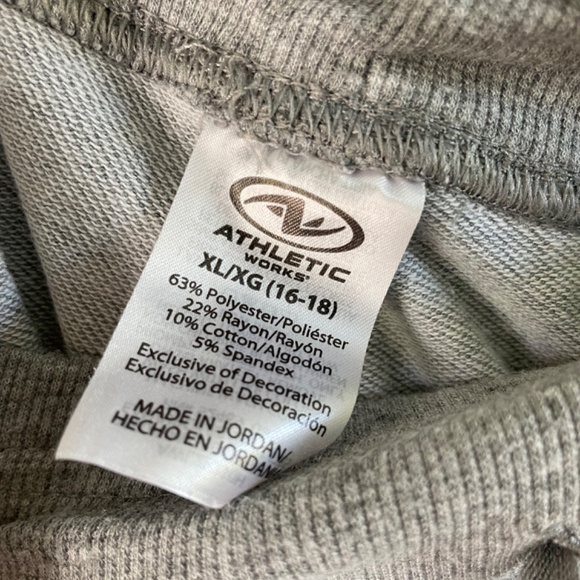 ATHLETIC
WORKS®
XL/XG (16-18)
63% Polyester/Poliéster
22% Rayon/Rayón
10% Cotton/Algodón
5% Spandex
Exclusive of Decoration
Exclusivo de Decoración
MADE IN JORDAN/
HECHO EN JORDANIA